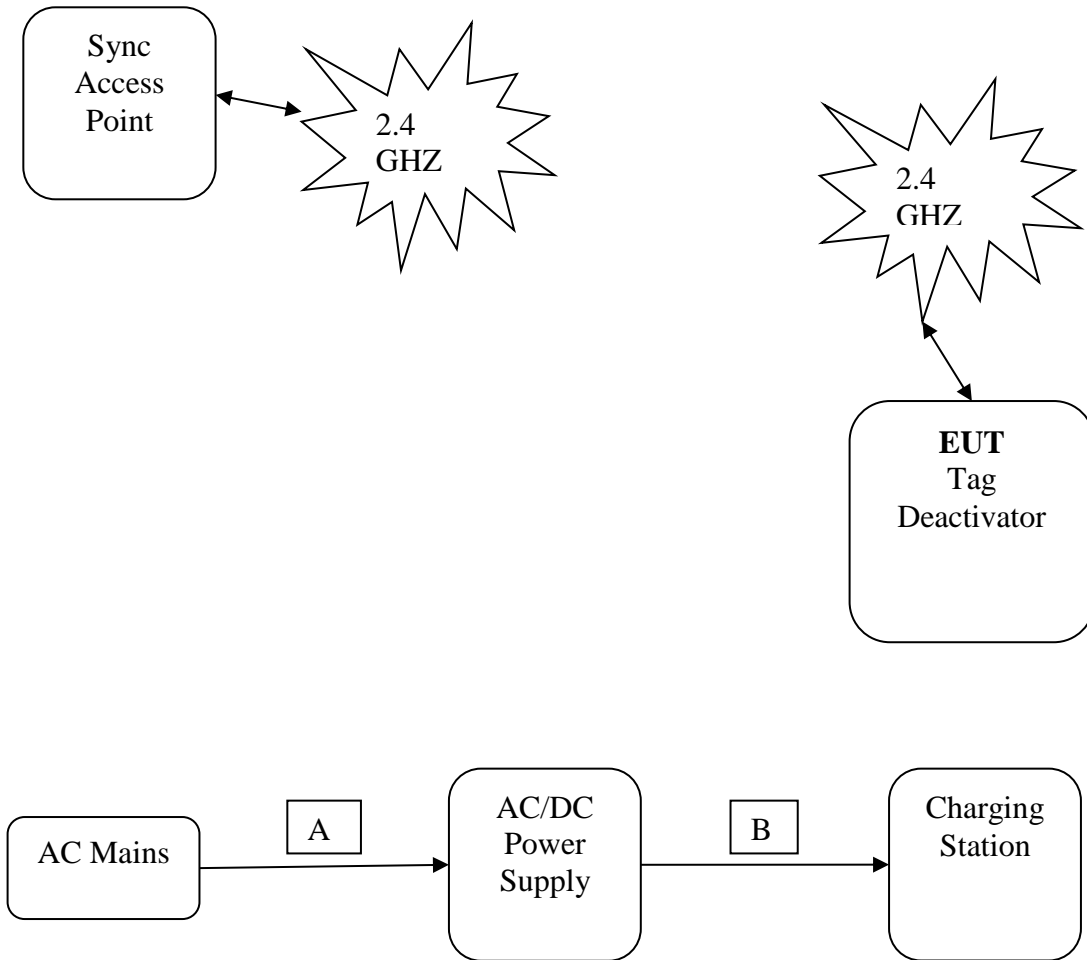 Sync
Access
Point
2.4
GHZ
2.4
GHZ
EUT
Tag
Deactivator
A
B
AC Mains
AC/DC
Power
Supply
Charging
Station